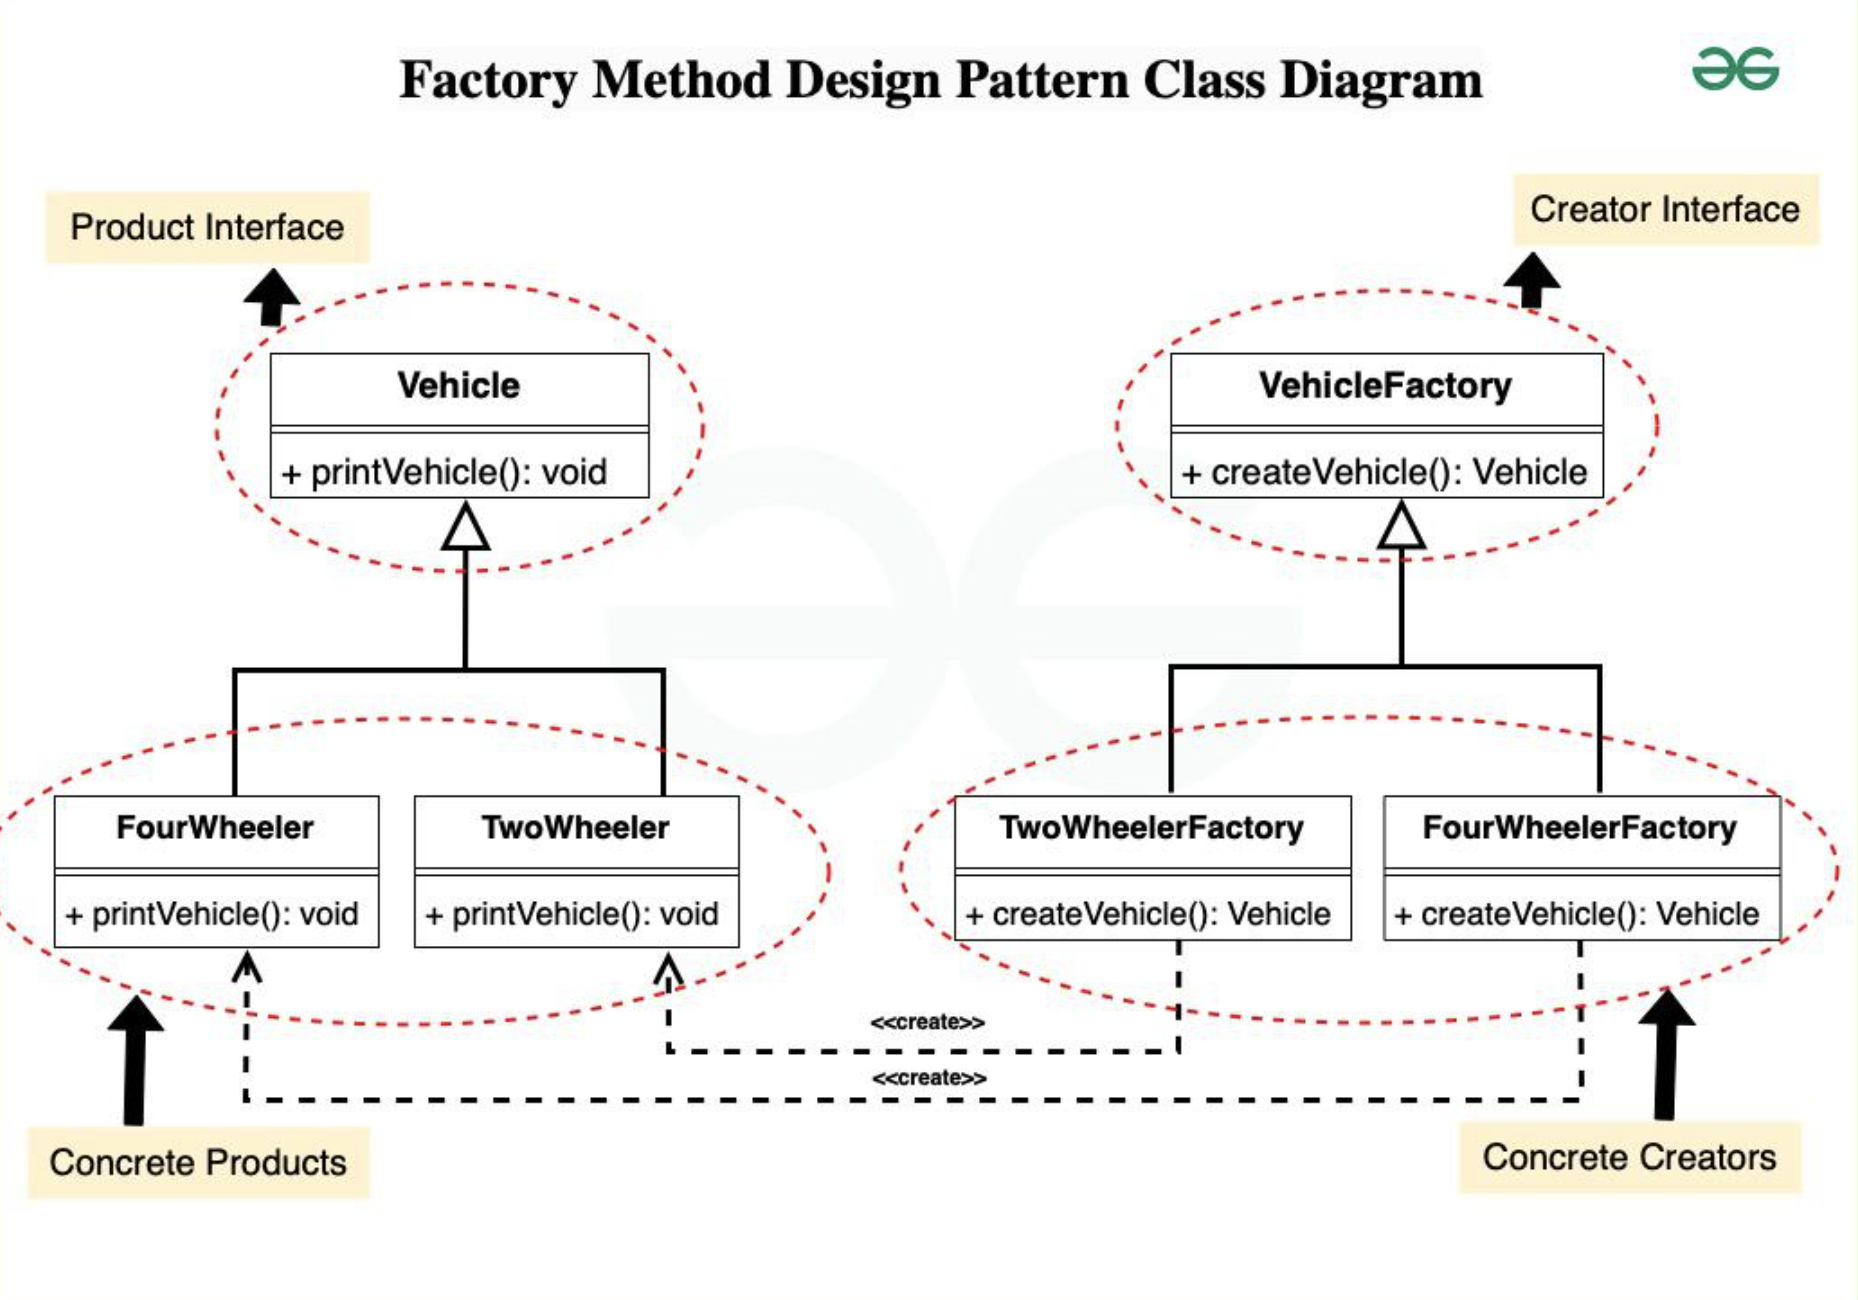 Factory Method Design Pattern Class Diagram
Product Interface
Creator Interface
Vehicle
+ printVehicle(): void
VehicleFactory
+ createVehicle(): Vehicle
FourWheeler
+ printVehicle(): void
TwoWheeler
+ printVehicle(): void
TwoWheelerFactory
+ createVehicle(): Vehicle
FourWheelerFactory
+ createVehicle(): Vehicle
<<create>>
<<create>>
Concrete Products
Concrete Creators